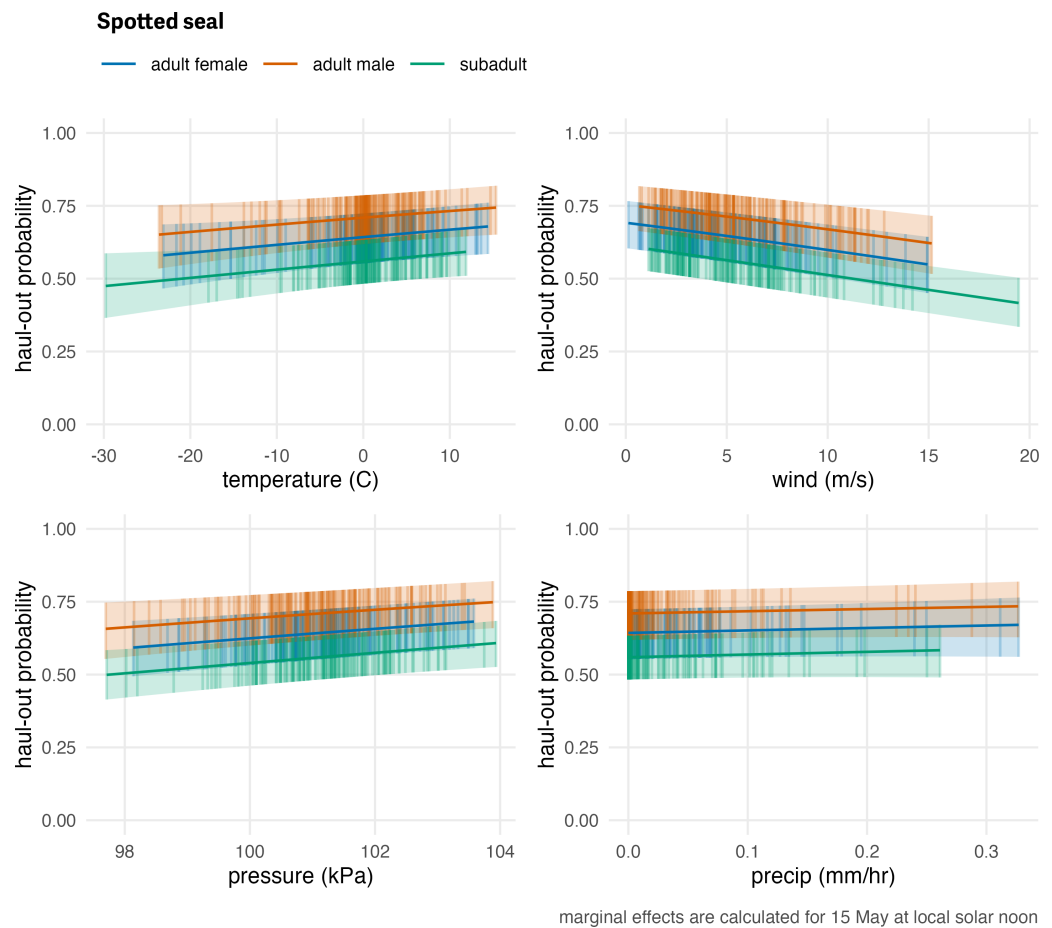 Spotted seal
adult female adult male subadult
1.00
0.75
0.50
0.25
0.00
haul-out probability
-30 -20 -10 0 10
temperature (C)
1.00
0.75
0.50
0.25
0.00
haul-out probability
0 5 10 15 20
wind (m/s)
1.00
0.75
0.50
0.25
0.00
haul-out probability
98 100 102 104
pressure (kPa)
1.00
0.75
0.50
0.25
0.00
haul-out probability
0.0 0.1 0.2 0.3
precip (mm/hr)
marginal effects are calculated for 15 May at local solar noon